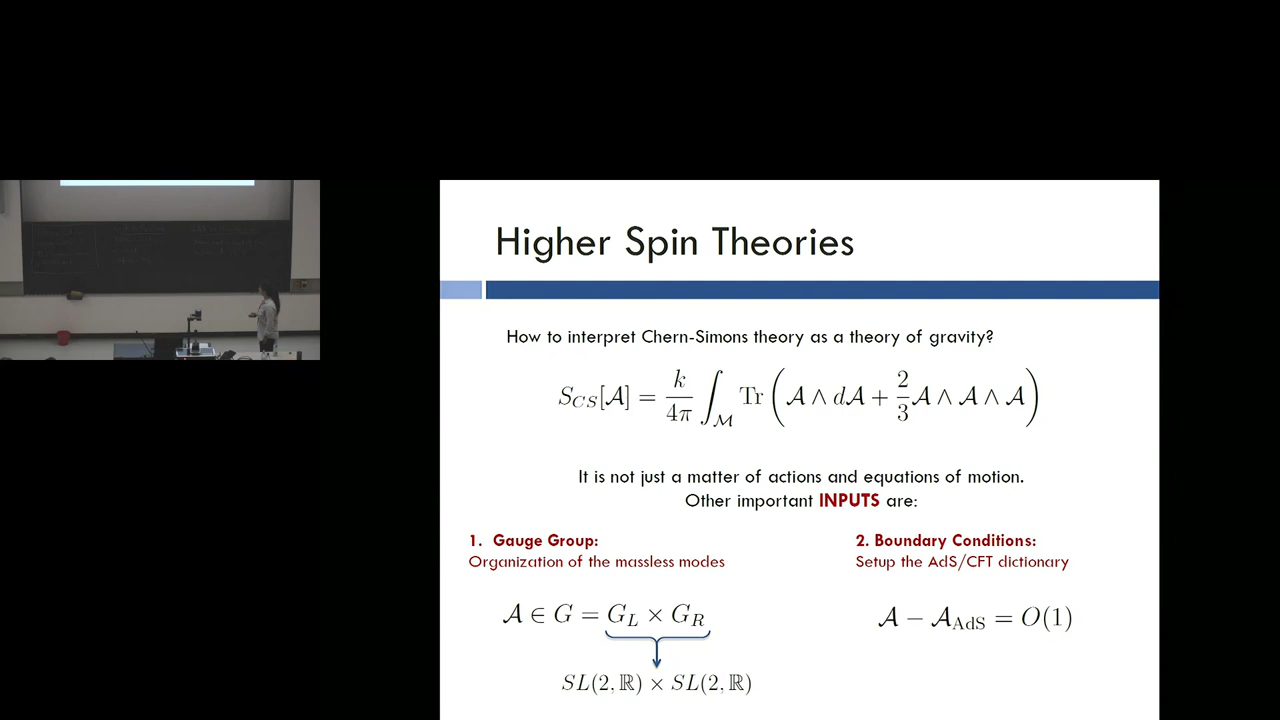 Higher Spin Theories
How to interpret Chern-Simons theory as a theory of gravity?
S_{CS}[\mathcal{A}] = \frac{k}{4\pi} \int_{\mathcal{M}} \mathrm{Tr} \left( \mathcal{A} \wedge d\mathcal{A} + \frac{2}{3} \mathcal{A} \wedge \mathcal{A} \wedge \mathcal{A} \right)
It is not just a matter of actions and equations of motion.
Other important INPUTS are:
1. Gauge Group:
Organization of the massless modes
\mathcal{A} \in G = G_L \times G_R
SL(2, ℝ) × SL(2, ℝ)
2. Boundary Conditions:
Setup the AdS/CFT dictionary
\mathcal{A} - \mathcal{A}_{AdS} = O(1)